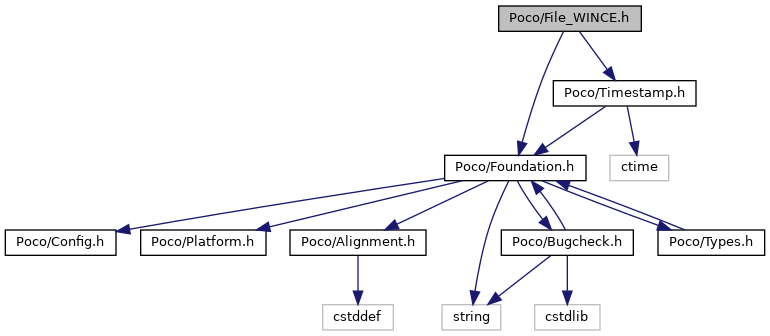 Poco/File_WINCE.h
Poco/Timestamp.h
Poco/Foundation.h
ctime
Poco/Config.h
Poco/Platform.h
Poco/Alignment.h
Poco/Bugcheck.h
Poco/Types.h
cstddef
string
cstdlib